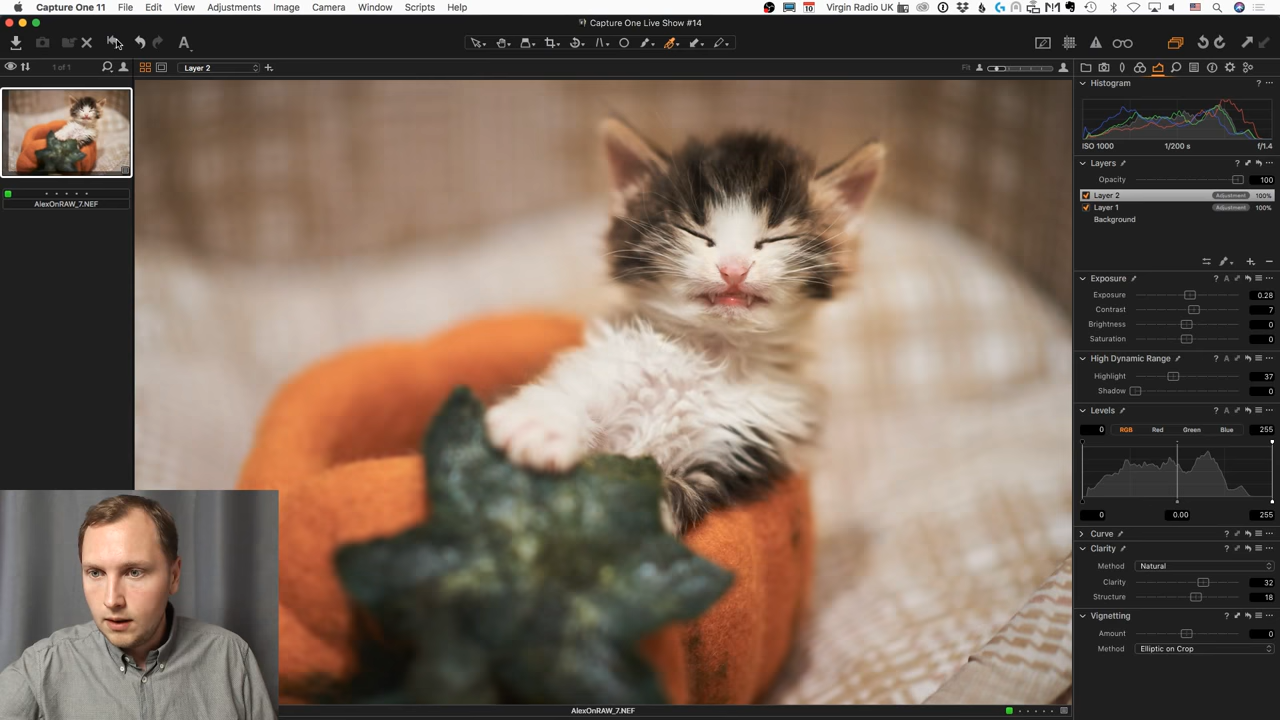 Capture One 11 File Edit View Adjustments Image Camera Window Scripts Help Virgin Radio UK
Capture One Live Show #14
1 of 1
Layer 2
Fit
AlexOnRAW_7.NEF
AlexOnRAW_7.NEF
Histogram
ISO 1000 1/200 s f/1.4
Layers
Opacity 100
Layer 2 Adjustment 100%
Layer 1 Adjustment 100%
Background
Exposure
Exposure 0.28
Contrast 7
Brightness 0
Saturation 0
High Dynamic Range
Highlight 37
Shadow 0
Levels
0 RGB Red Green Blue 255
0 0.00 255
Curve
Clarity
Method Natural
Clarity 32
Structure 18
Vignetting
Amount 0
Method Elliptic on Crop